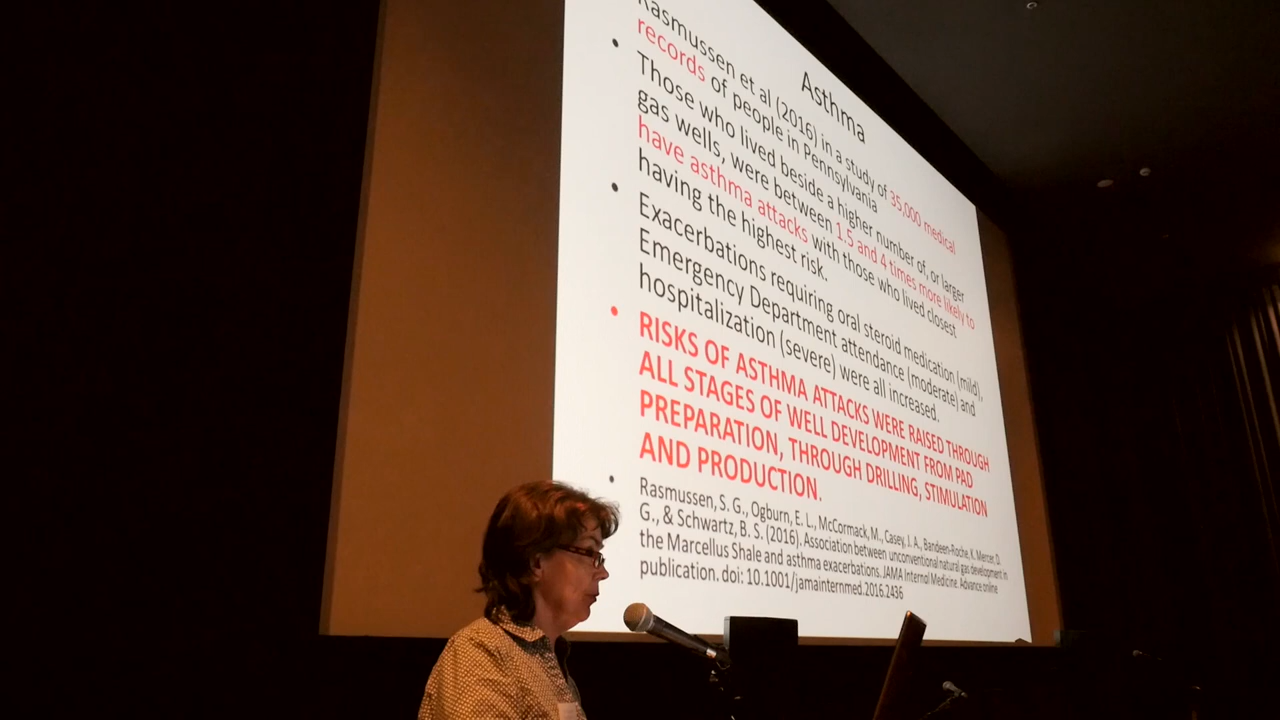 Asthma
Rasmussen et al (2016) in a study of 35,000 medical
records of people in Pennsylvania
• Those who lived beside a higher number of, or larger
gas wells, were between 1.5 and 4 times more likely to
have asthma attacks with those who lived closest
having the highest risk.
• Exacerbations requiring oral steroid medication (mild),
Emergency Department attendance (moderate) and
hospitalization (severe) were all increased.
• RISKS OF ASTHMA ATTACKS WERE RAISED THROUGH
ALL STAGES OF WELL DEVELOPMENT FROM PAD
PREPARATION, THROUGH DRILLING, STIMULATION
AND PRODUCTION.
• Rasmussen, S. G., Ogburn, E. L., McCormack, M., Casey, J. A., Bandeen-Roche, K. Mercer, D.
G., & Schwartz, B. S. (2016). Association between unconventional natural gas development in
the Marcellus Shale and asthma exacerbations. JAMA Internal Medicine. Advance online
publication. doi: 10.1001/jamainternmed.2016.2436